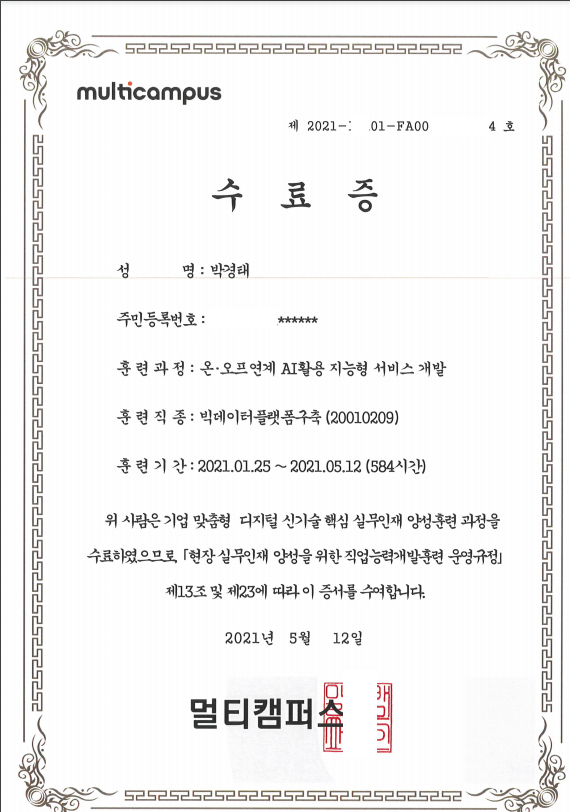 multicampus
제 2021-   01-FA00   4 호
수 료 증
성 명 : 박경태
주민등록번호 : ******
훈 련 과 정 : 온·오프연계 AI활용 지능형 서비스 개발
훈 련 직 종 : 빅데이터플랫폼구축 (20010209)
훈 련 기 간 : 2021.01.25 ~ 2021.05.12 (584시간)
위 사람은 기업 맞춤형 디지털 신기술 핵심 실무인재 양성훈련 과정을
수료하였으므로, 「현장 실무인재 양성을 위한 직업능력개발훈련 운영규정」
제13조 및 제23에 따라 이 증서를 수여합니다.
2021년 5월 12일
멀티캠퍼스